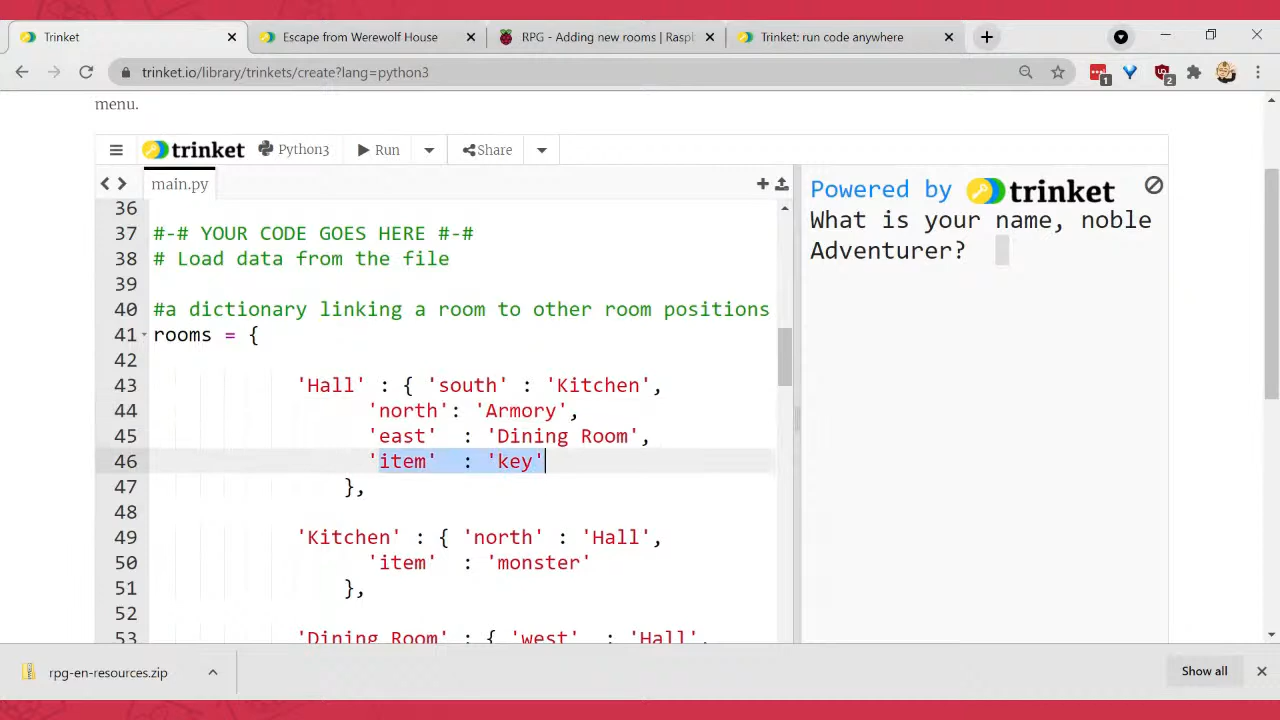 Trinket
Escape from Werewolf House
RPG - Adding new rooms | Raspl
Trinket: run code anywhere
trinket.io/library/trinkets/create?lang=python3
1
2
menu.
trinket
Python3
Run
Share
main.py
Powered by trinket
What is your name, noble
Adventurer?
36
37 #-# YOUR CODE GOES HERE #-#
38 # Load data from the file
39
40 #a dictionary linking a room to other room positions
41 rooms = {
42
43 'Hall' : { 'south' : 'Kitchen',
44 'north': 'Armory',
45 'east' : 'Dining Room',
46 'item' : 'key'
47 },
48
49 'Kitchen' : { 'north' : 'Hall',
50 'item' : 'monster'
51 },
52
53 'Dining Room' : { 'west' : 'Hall',
rpg-en-resources.zip
Show all